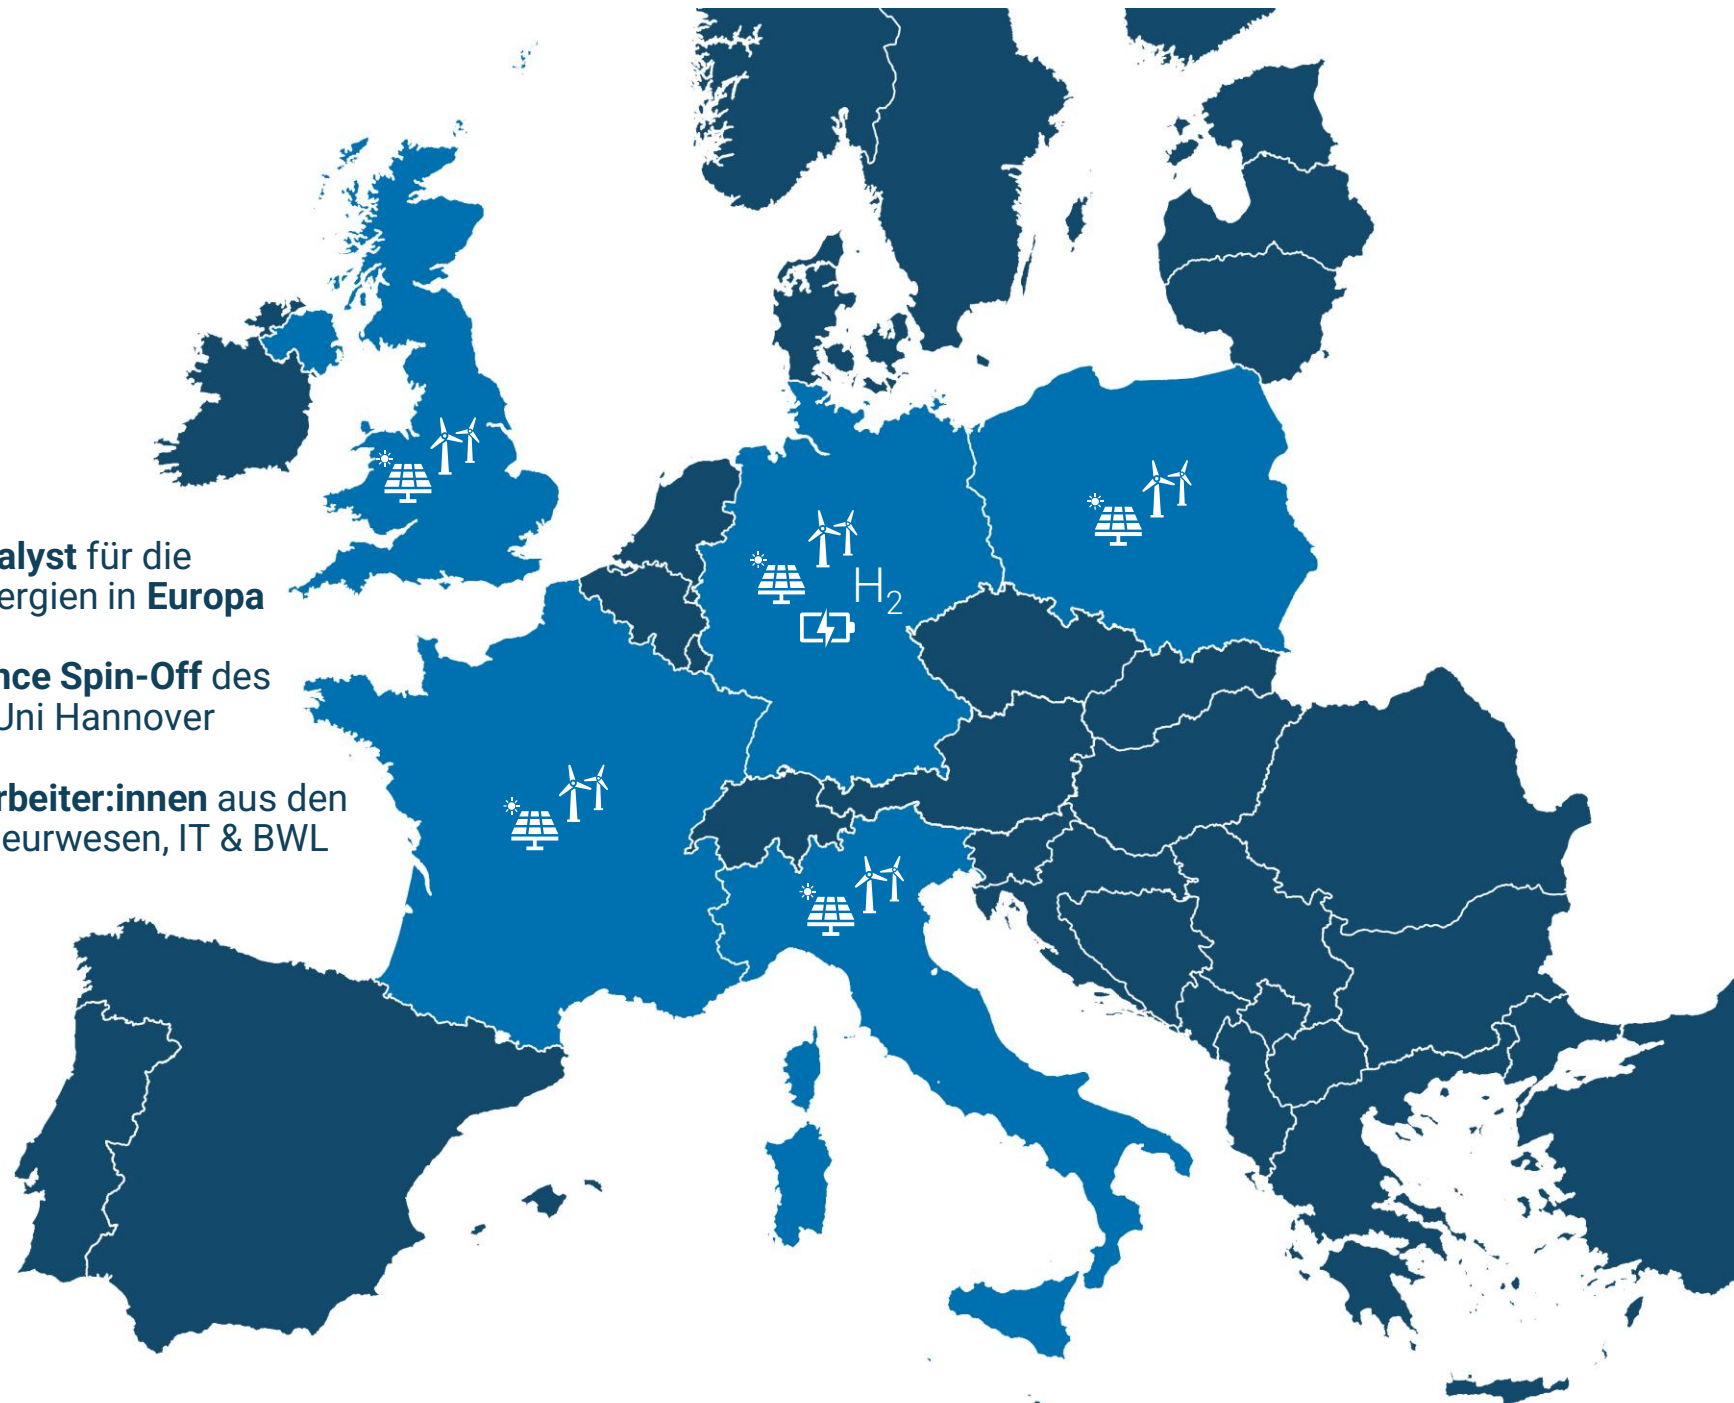 alyst für die
ergien in Europa
nce Spin-Off des
Uni Hannover
rbeiter:innen aus den
eurwesen, IT & BWL
H₂